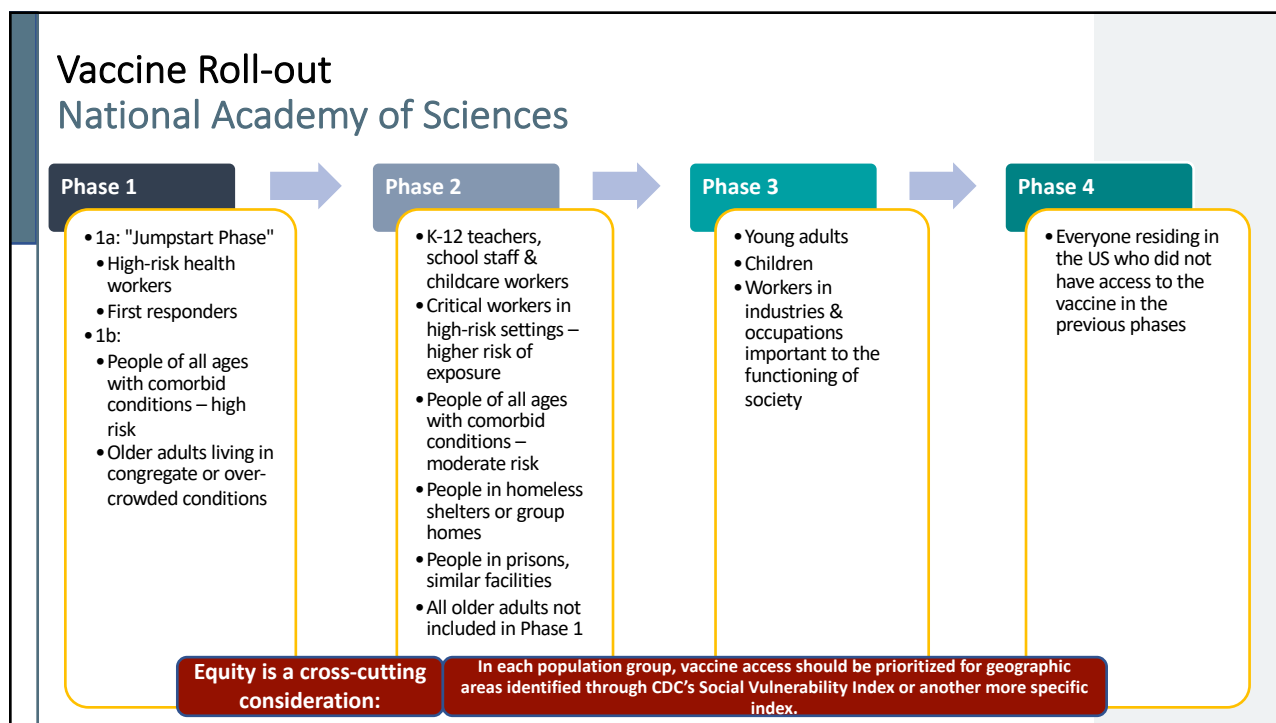 Vaccine Roll-out
National Academy of Sciences
Phase 1
• 1a: "Jumpstart Phase"
• High-risk health
workers
• First responders
• 1b:
• People of all ages
with comorbid
conditions – high
risk
• Older adults living in
congregate or over-
crowded conditions
Phase 2
• K-12 teachers,
school staff &
childcare workers
• Critical workers in
high-risk settings –
higher risk of
exposure
• People of all ages
with comorbid
conditions –
moderate risk
• People in homeless
shelters or group
homes
• People in prisons,
similar facilities
• All older adults not
included in Phase 1
Phase 3
• Young adults
• Children
• Workers in
industries &
occupations
important to the
functioning of
society
Phase 4
• Everyone residing in
the US who did not
have access to the
vaccine in the
previous phases
Equity is a cross-cutting
consideration:
In each population group, vaccine access should be prioritized for geographic
areas identified through CDC's Social Vulnerability Index or another more specific
index.